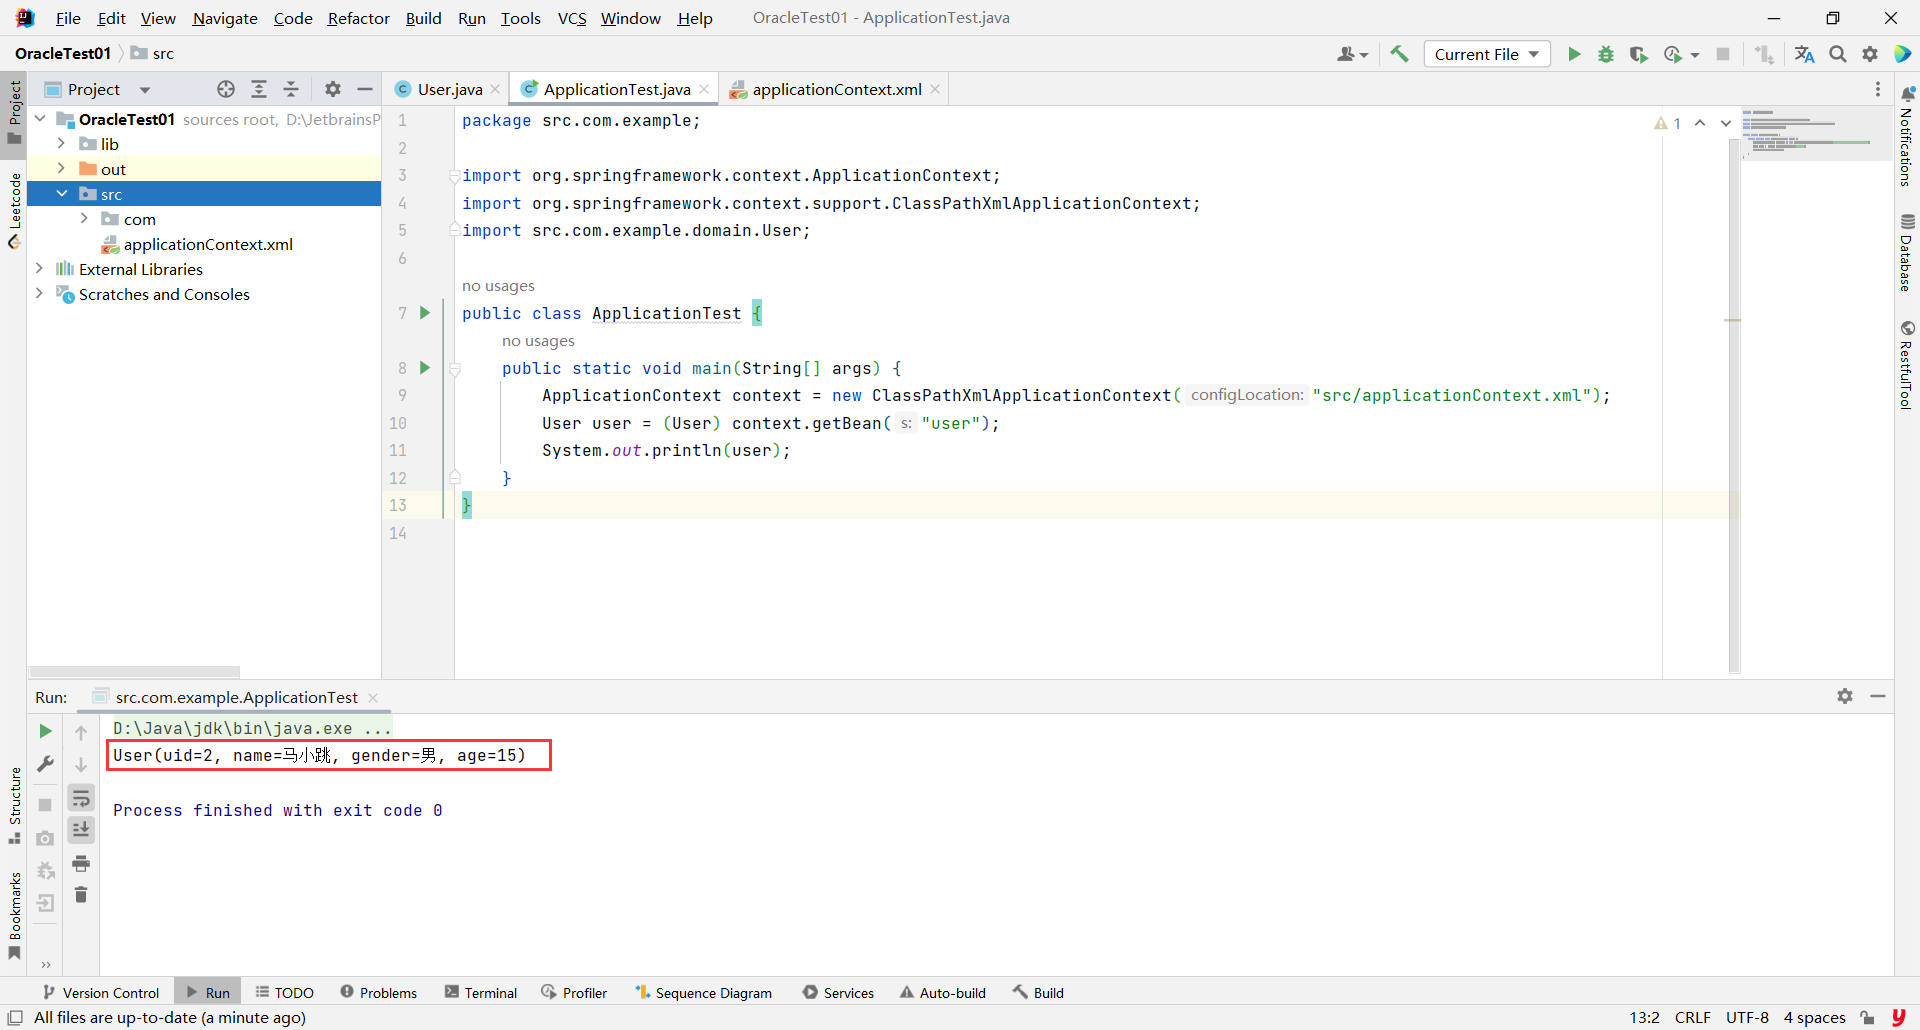 File Edit View Navigate Code Refactor Build Run Tools VCS Window Help OracleTest01 - ApplicationTest.java
OracleTest01 src Current File
Project
User.java ApplicationTest.java applicationContext.xml
OracleTest01 sources root, D:\JetbrainsP
lib
out
src
com
applicationContext.xml
External Libraries
Scratches and Consoles
1 package src.com.example;
2
3 import org.springframework.context.ApplicationContext;
4 import org.springframework.context.support.ClassPathXmlApplicationContext;
5 import src.com.example.domain.User;
6
no usages
7 public class ApplicationTest {
no usages
8 public static void main(String[] args) {
9 ApplicationContext context = new ClassPathXmlApplicationContext( configLocation: "src/applicationContext.xml");
10 User user = (User) context.getBean( s: "user");
11 System.out.println(user);
12 }
13 }
14
1
Project
Leetcode
Structure
Bookmarks
Notifications
Database
RestfulTool
Run: src.com.example.ApplicationTest
D:\Java\jdk\bin\java.exe ...
User(uid=2, name=马小跳, gender=男, age=15)
Process finished with exit code 0
Version Control Run TODO Problems Terminal Profiler Sequence Diagram Services Auto-build Build
All files are up-to-date (a minute ago) 13:2 CRLF UTF-8 4 spaces